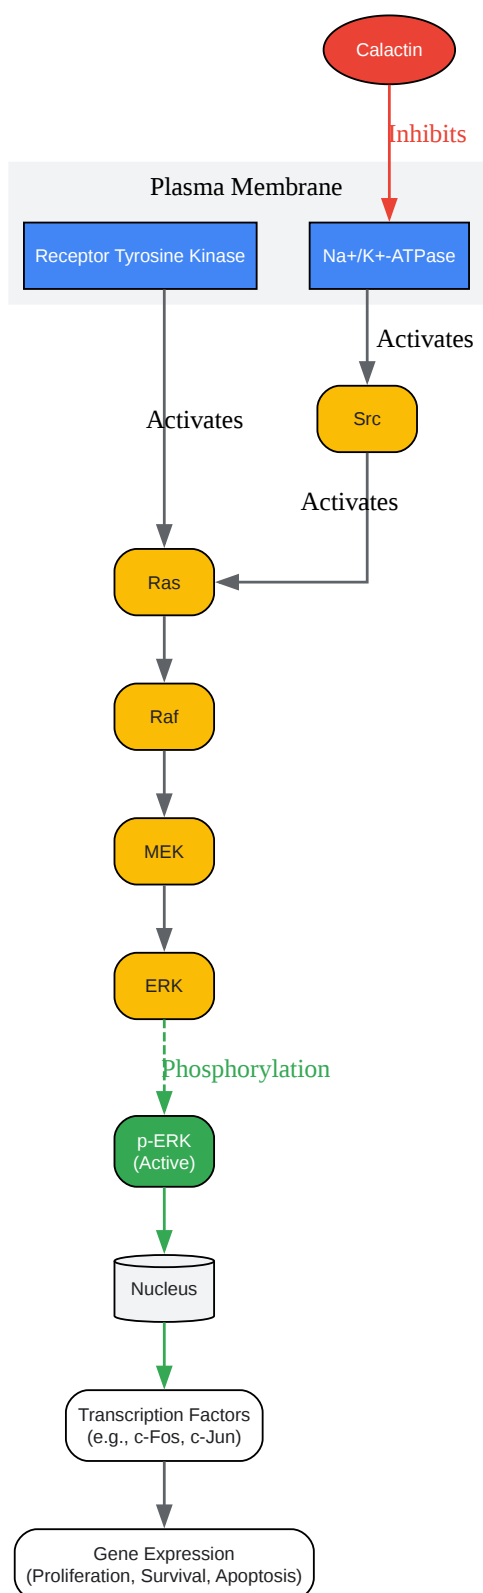 Calactin
Inhibits
Plasma Membrane
Receptor Tyrosine Kinase
Na+/K+-ATPase
Activates
Src
Activates
Activates
Ras
Raf
MEK
ERK
Phosphorylation
p-ERK
(Active)
Nucleus
Transcription Factors
(e.g., c-Fos, c-Jun)
Gene Expression
(Proliferation, Survival, Apoptosis)